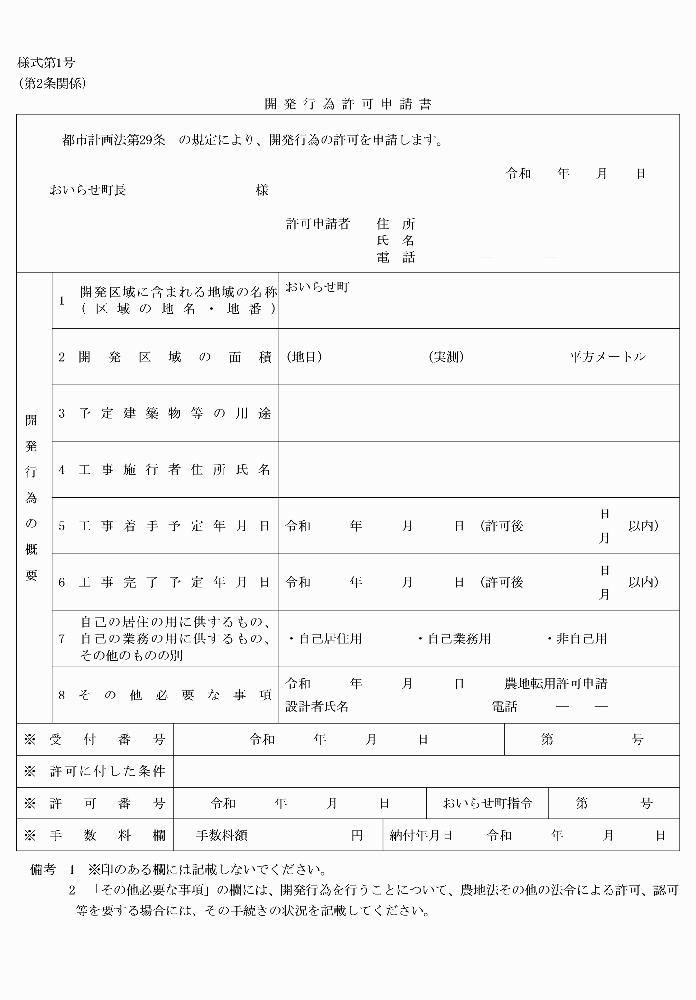 様式第1号
（第2条関係）
開発行為許可申請書
都市計画法第29条　の規定により、開発行為の許可を申請します。
令和　　年　　月　　日
おいらせ町長　　　　　　　　　　様
許可申請者　　住　所
氏　名
電　話　　　　　―　　　　―
開発行為の概要
1　開発区域に含まれる地域の名称
（区域の地名・地番）
おいらせ町
2　開発区域の面積　（地目）　　　　　　　　（実測）　　　　　　　　平方メートル
3　予定建築物等の用途
4　工事施行者住所氏名
5　工事着手予定年月日　令和　　　年　　　月　　　日　（許可後　　　　　　日　月　以内）
6　工事完了予定年月日　令和　　　年　　　月　　　日　（許可後　　　　　　日　月　以内）
7　自己の居住の用に供するもの、
自己の業務の用に供するもの、
その他のものの別
・自己居住用　　　　・自己業務用　　　　・非自己用
8　その他必要な事項
令和　　　年　　　月　　　日　　　農地転用許可申請
設計者氏名　　　　　　　　　　　電話　　　―　　―
※　受付番号　令和　　　年　　　月　　　日　第　　　　　　号
※　許可に付した条件
※　許可番号　令和　　　年　　　月　　　日　おいらせ町指令　第　　　　号
※　手数料欄　手数料額　　　　　　　　円　納付年月日　　令和　　　年　　　月　　　日
備考　1　※印のある欄には記載しないでください。
2　「その他必要な事項」の欄には、開発行為を行うことについて、農地法その他の法令による許可、認可
等を要する場合には、その手続きの状況を記載してください。